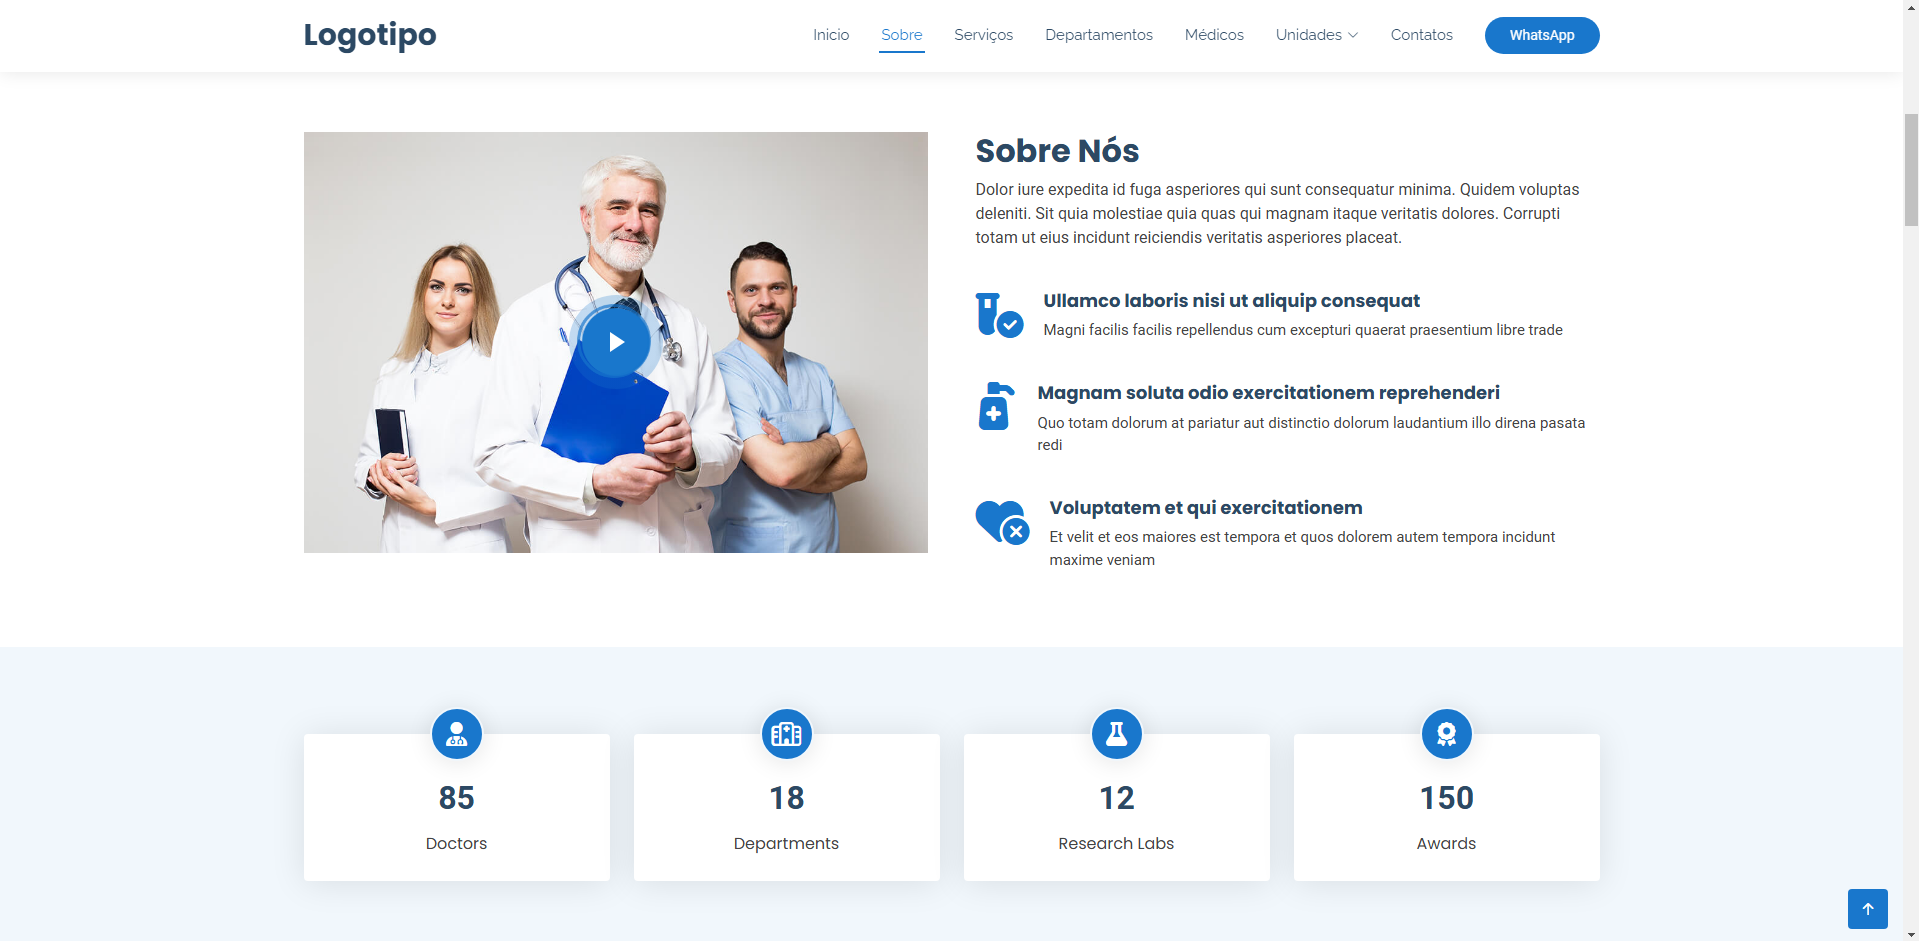 Logotipo
Inicio
Sobre
Serviços
Departamentos
Médicos
Unidades
Contatos
WhatsApp
Sobre Nós
Dolor iure expedita id fuga asperiores qui sunt consequatur minima. Quidem voluptas
deleniti. Sit quia molestiae quia quas qui magnam itaque veritatis dolores. Corrupti
totam ut eius incidunt reiciendis veritatis asperiores placeat.
Ullamco laboris nisi ut aliquip consequat
Magni facilis facilis repellendus cum excepturi quaerat praesentium libre trade
Magnam soluta odio exercitationem reprehenderi
Quo totam dolorum at pariatur aut distinctio dolorum laudantium illo direna pasata
redi
Voluptatem et qui exercitationem
Et velit et eos maiores est tempora et quos dolorem autem tempora incidunt
maxime veniam
85
Doctors
18
Departments
12
Research Labs
150
Awards